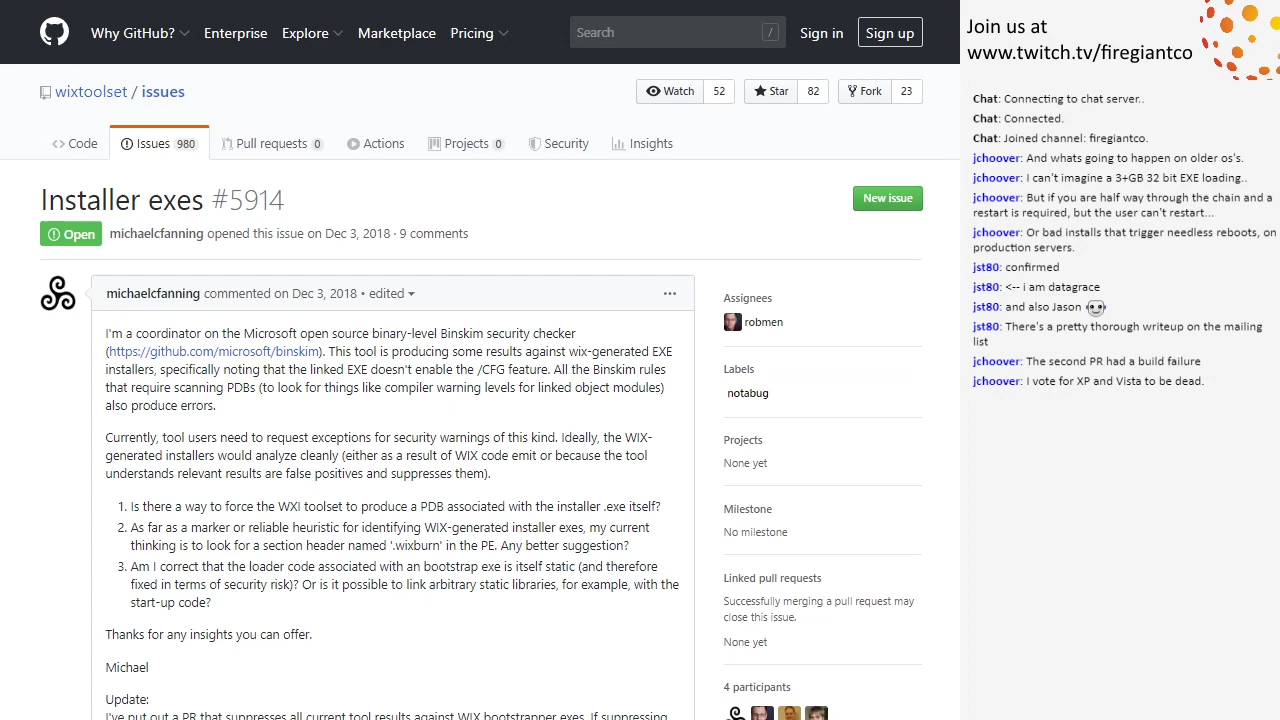 Why GitHub?
Enterprise
Explore
Marketplace
Pricing
Search
/
Sign in
Sign up
wixtoolset / issues
Watch 52
Star 82
Fork 23
Code
Issues 980
Pull requests 0
Actions
Projects 0
Security
Insights
Installer exes #5914
New issue
Open
michaelcfanning opened this issue on Dec 3, 2018 · 9 comments
michaelcfanning commented on Dec 3, 2018 • edited
I'm a coordinator on the Microsoft open source binary-level Binskim security checker
(https://github.com/microsoft/binskim). This tool is producing some results against wix-generated EXE
installers, specifically noting that the linked EXE doesn't enable the /CFG feature. All the Binskim rules
that require scanning PDBs (to look for things like compiler warning levels for linked object modules)
also produce errors.
Currently, tool users need to request exceptions for security warnings of this kind. Ideally, the WIX-
generated installers would analyze cleanly (either as a result of WIX code emit or because the tool
understands relevant results are false positives and suppresses them).
1. Is there a way to force the WXI toolset to produce a PDB associated with the installer .exe itself?
2. As far as a marker or reliable heuristic for identifying WIX-generated installer exes, my current
thinking is to look for a section header named '.wixburn' in the PE. Any better suggestion?
3. Am I correct that the loader code associated with an bootstrap exe is itself static (and therefore
fixed in terms of security risk)? Or is it possible to link arbitrary static libraries, for example, with the
start-up code?
Thanks for any insights you can offer.
Michael
Update:
I've put out a PR that suppresses all current tool results against WIX bootstrapper exes. If suppressing
Assignees
robmen
Labels
notabug
Projects
None yet
Milestone
No milestone
Linked pull requests
Successfully merging a pull request may
close this issue.
None yet
4 participants
Join us at
www.twitch.tv/firegiantco
Chat: Connecting to chat server..
Chat: Connected.
Chat: Joined channel: firegiantco.
jchoover: And whats going to happen on older os's.
jchoover: I can't imagine a 3+GB 32 bit EXE loading..
jchoover: But if you are half way through the chain and a
restart is required, but the user can't restart...
jchoover: Or bad installs that trigger needless reboots, on
production servers.
jst80: confirmed
jst80: <-- i am datagrace
jst80: and also Jason
jst80: There's a pretty thorough writeup on the mailing
list
jchoover: The second PR had a build failure
jchoover: I vote for XP and Vista to be dead.